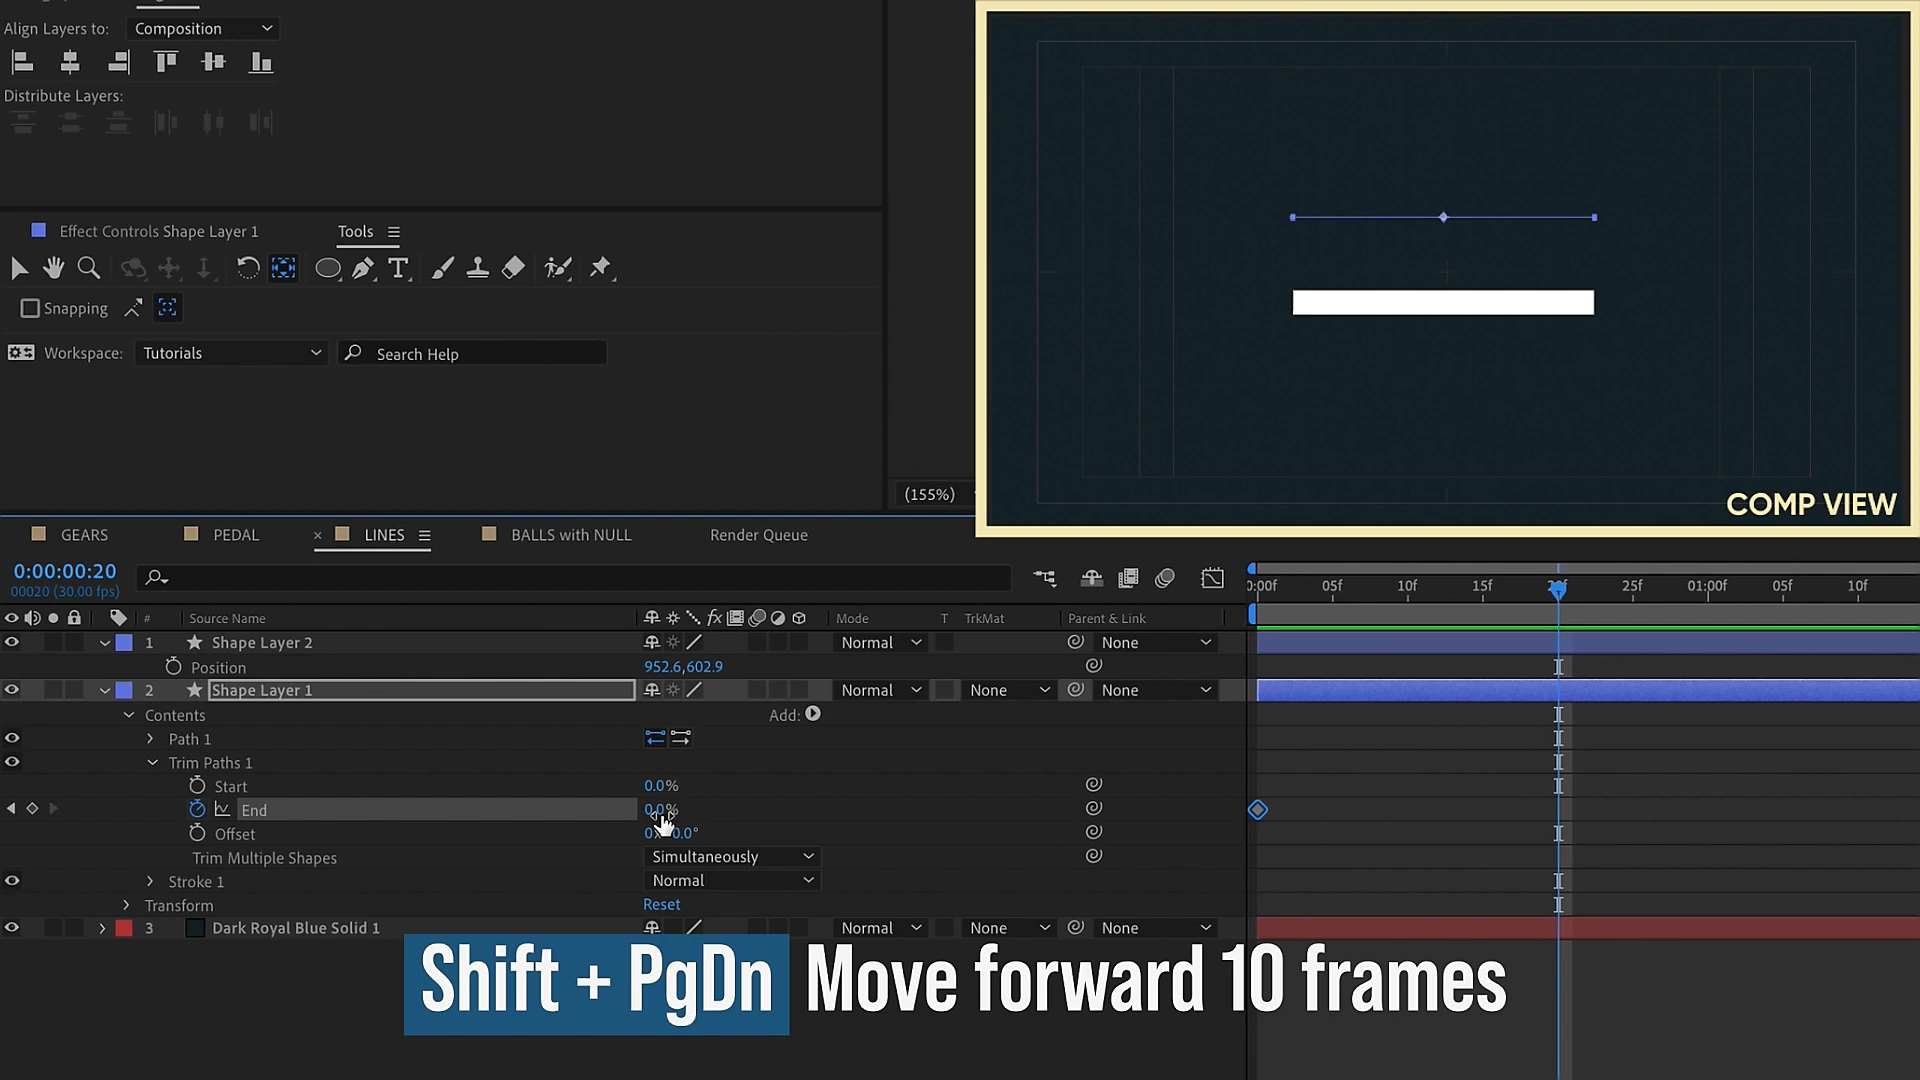 Align Layers to: Composition
Distribute Layers:
Effect Controls Shape Layer 1 Tools
Snapping
Workspace: Tutorials Search Help
(155%)
COMP VIEW
GEARS PEDAL × LINES BALLS with NULL Render Queue
0:00:00:20
00020 (30.00 fps)
0:00f 05f 10f 15f 25f 01:00f 05f 10f
# Source Name fx Mode T TrkMat Parent & Link
1 Shape Layer 2 Normal None
Position 952.6,602.9
2 Shape Layer 1 Normal None None
Contents Add:
Path 1
Trim Paths 1
Start 0.0%
End 0.0%
Offset
Trim Multiple Shapes Simultaneously
Stroke 1 Normal
Transform Reset
3 Dark Royal Blue Solid 1 Normal None None
Shift + PgDn Move forward 10 frames